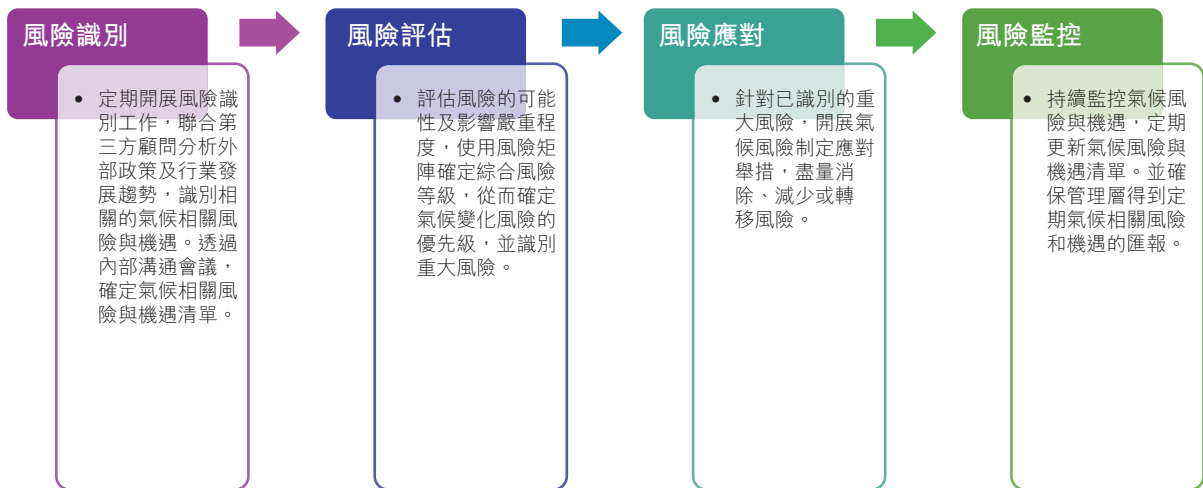 風險識別
• 定期開展風險識
別工作，聯合第
三方顧問分析外
部政策及行業發
展趨勢，識別相
關的氣候相關風
險與機遇。透過
內部溝通會議，
確定氣候相關風
險與機遇清單。
風險評估
• 評估風險的可能
性及影響嚴重程
度，使用風險矩
陣確定綜合風險
等級，從而確定
氣候變化風險的
優先級，並識別
重大風險。
風險應對
• 針對已識別的重
大風險，開展氣
候風險制定應對
舉措，盡量消
除、減少或轉
移風險。
風險監控
• 持續監控氣候風
險與機遇，定期
更新氣候風險與
機遇清單。並確
保管理層得到定
期氣候相關風險
和機遇的匯報。